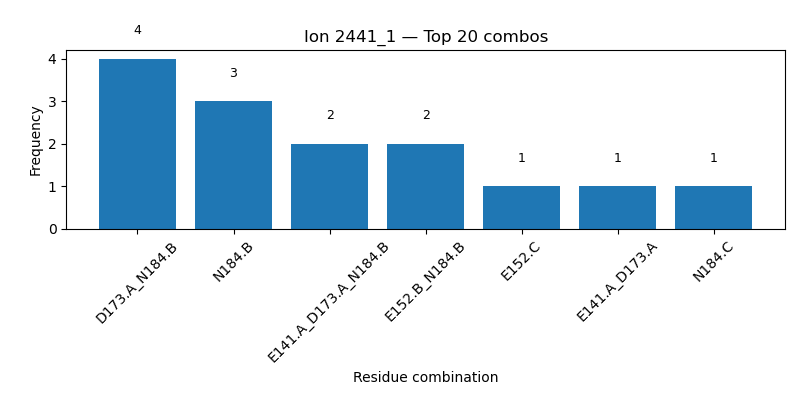 Ion 2441_1 — Top 20 combos
4
3
2
2
1
1
1
Frequency
4
3
2
1
0
D173.A_N184.B
N184.B
E141.A_D173.A_N184.B
E152.B_N184.B
E152.C
E141.A_D173.A
N184.C
Residue combination